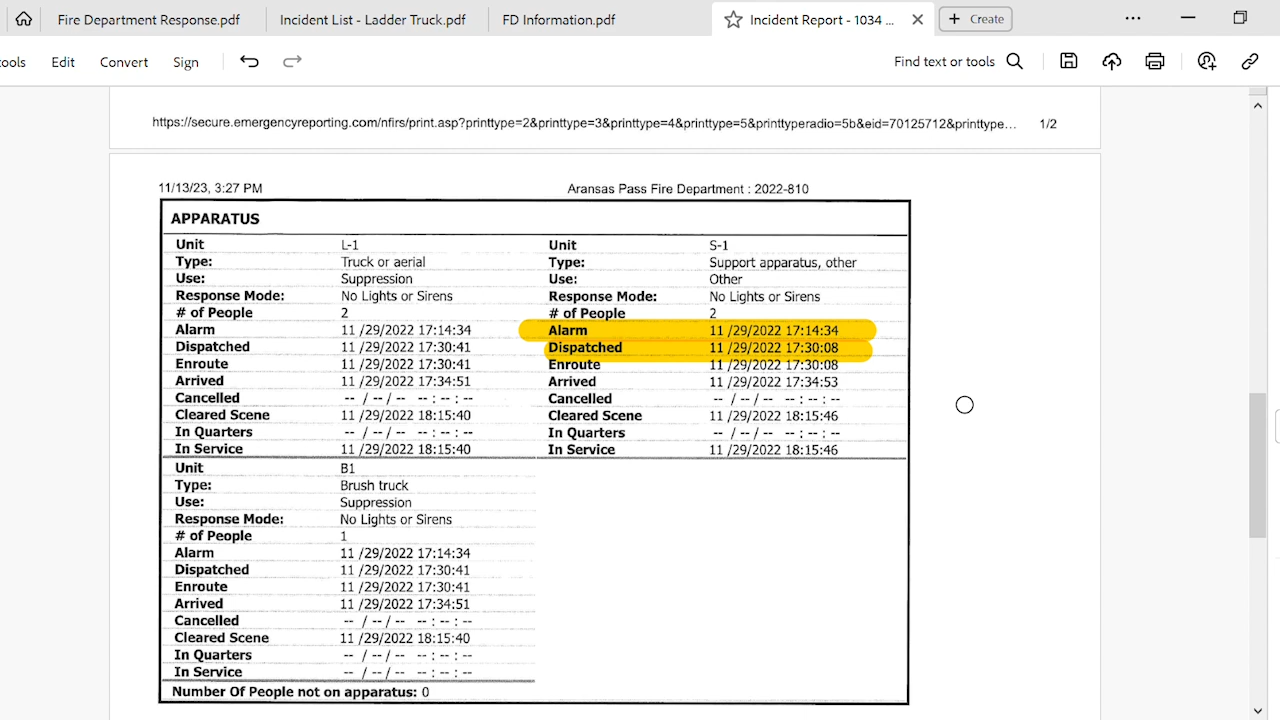 Fire Department Response.pdf
Incident List - Ladder Truck.pdf
FD Information.pdf
Incident Report - 1034 ...
Create
ools
Edit
Convert
Sign
Find text or tools
https://secure.emergencyreporting.com/nfirs/print.asp?printtype=2&printtype=3&printtype=4&printtype=5&printtyperadio=5b&eid=70125712&printtype... 1/2
11/13/23, 3:27 PM
Aransas Pass Fire Department : 2022-810
APPARATUS
Unit L-1
Type: Truck or aerial
Use: Suppression
Response Mode: No Lights or Sirens
# of People 2
Alarm 11 /29/2022 17:14:34
Dispatched 11 /29/2022 17:30:41
Enroute 11 /29/2022 17:30:41
Arrived 11 /29/2022 17:34:51
Cancelled -- / -- / -- -- : -- : --
Cleared Scene 11 /29/2022 18:15:40
In Quarters -- / -- / -- -- : -- : --
In Service 11 /29/2022 18:15:40
Unit S-1
Type: Support apparatus, other
Use: Other
Response Mode: No Lights or Sirens
# of People 2
Alarm 11 /29/2022 17:14:34
Dispatched 11 /29/2022 17:30:08
Enroute 11 /29/2022 17:30:08
Arrived 11 /29/2022 17:34:53
Cancelled -- / -- / -- -- : -- : --
Cleared Scene 11 /29/2022 18:15:46
In Quarters -- / -- / -- -- : -- : --
In Service 11 /29/2022 18:15:46
Unit B1
Type: Brush truck
Use: Suppression
Response Mode: No Lights or Sirens
# of People 1
Alarm 11 /29/2022 17:14:34
Dispatched 11 /29/2022 17:30:41
Enroute 11 /29/2022 17:30:41
Arrived 11 /29/2022 17:34:51
Cancelled -- / -- / -- -- : -- : --
Cleared Scene 11 /29/2022 18:15:40
In Quarters -- / -- / -- -- : -- : --
In Service -- / -- / -- -- : -- : --
Number Of People not on apparatus: 0